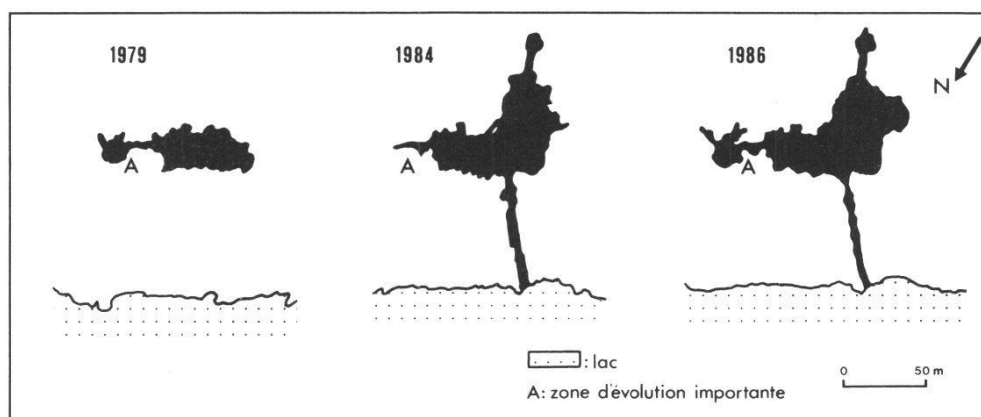 1979
1984
1986
N
A
A
A
: lac
A: zone d'évolution importante
0 50 m